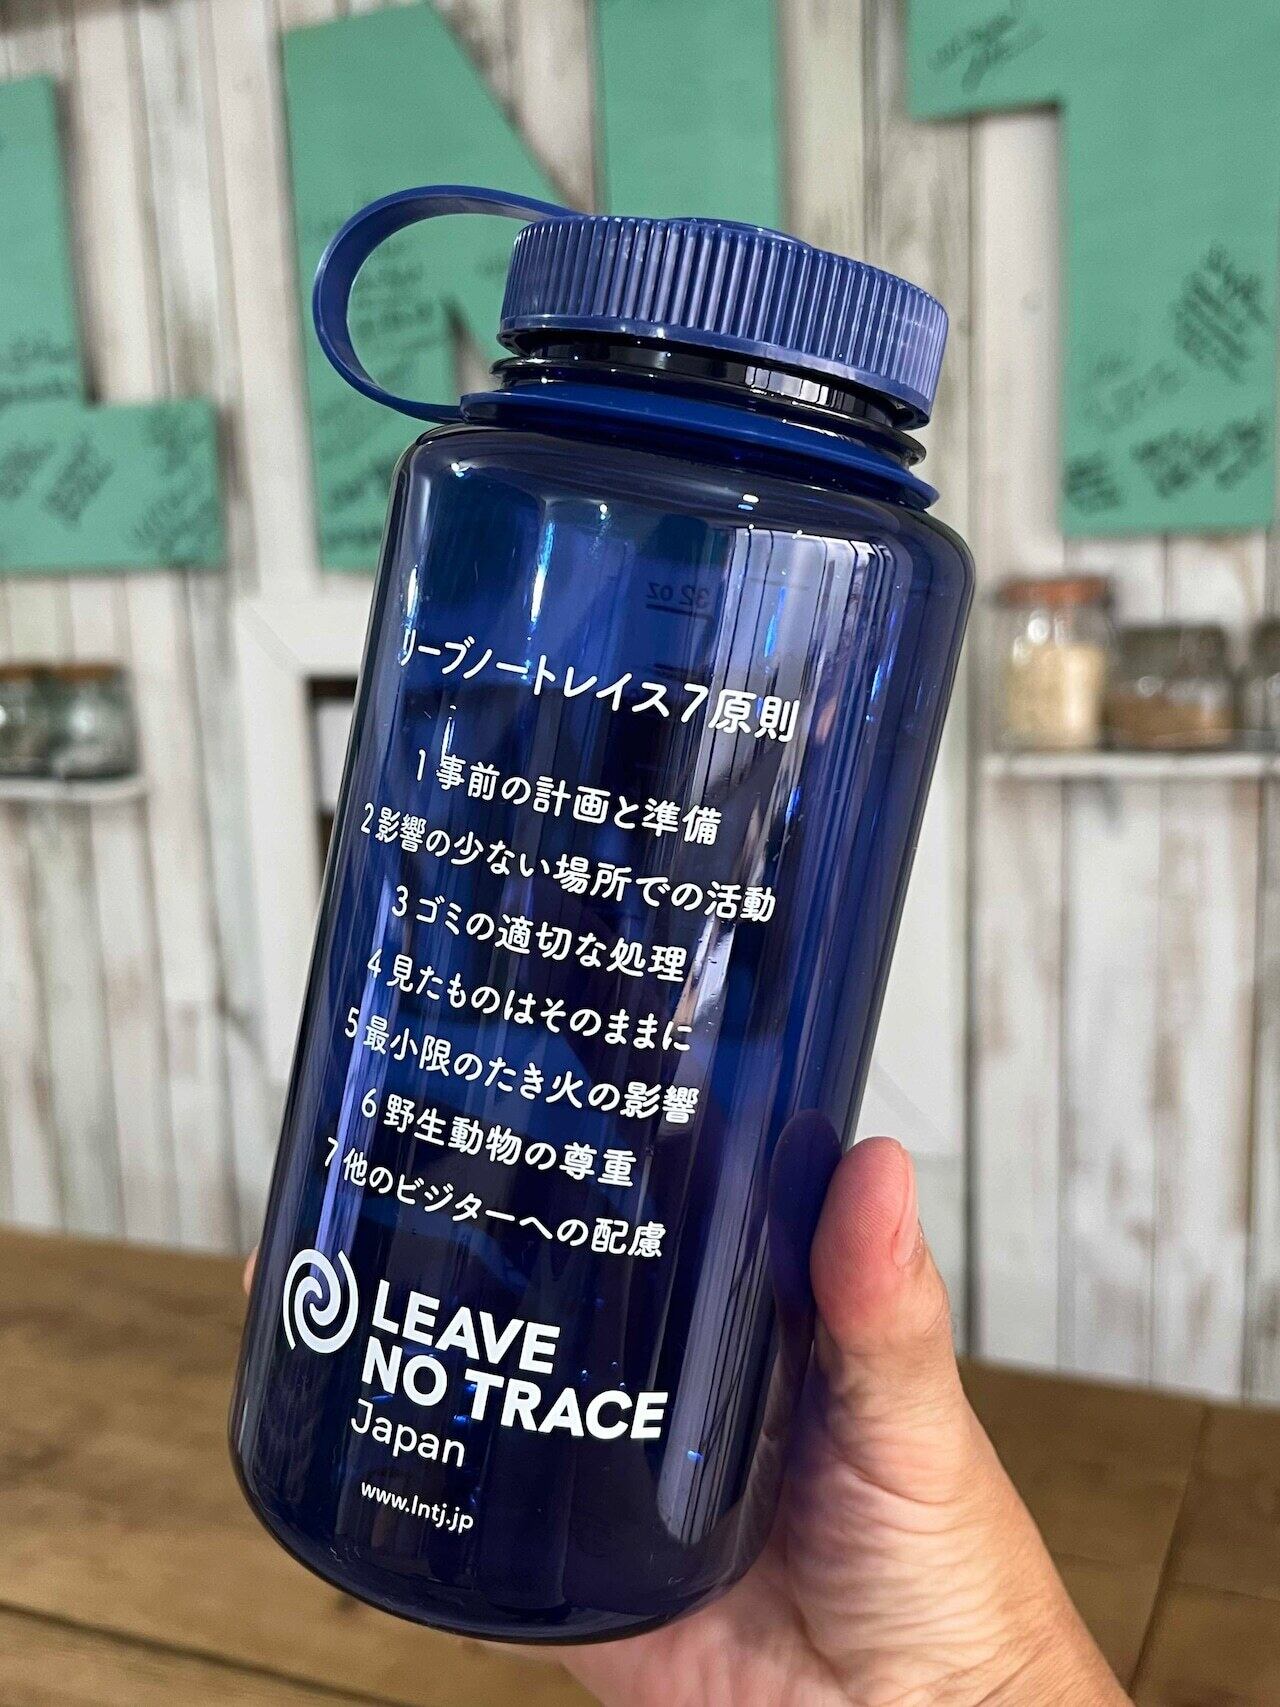 32 oz
リーブノートレイス7原則
1 事前の計画と準備
2 影響の少ない場所での活動
3 ゴミの適切な処理
4 見たものはそのままに
5 最小限のたき火の影響
6 野生動物の尊重
7 他のビジターへの配慮
LEAVE
NO TRACE
Japan
www.lntj.jp